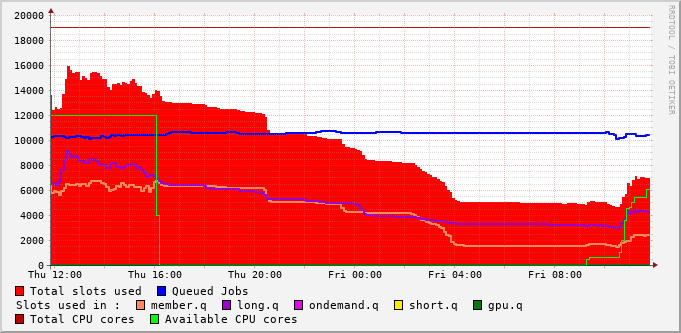 RRDTOOL / TOBI OETIKER
20000
18000
16000
14000
12000
10000
8000
6000
4000
2000
0
Thu 12:00 Thu 16:00 Thu 20:00 Fri 00:00 Fri 04:00 Fri 08:00
Total slots used Queued Jobs
Slots used in : member.q long.q ondemand.q short.q gpu.q
Total CPU cores Available CPU cores